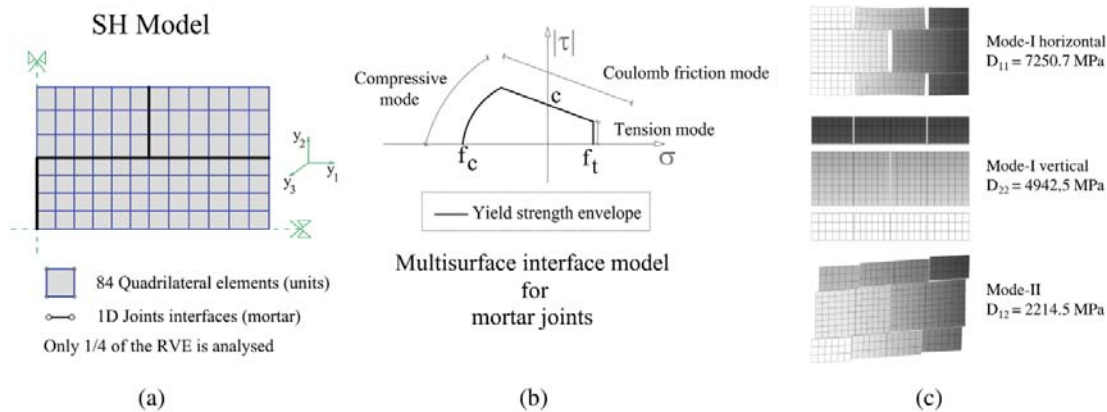 SH Model
y₂
y₁
y₃
84 Quadrilateral elements (units)
1D Joints interfaces (mortar)
Only 1/4 of the RVE is analysed
(a)
|τ|
Compressive
mode
Coulomb friction mode
c
Tension mode
f_c
f_t
σ
Yield strength envelope
Multisurface interface model
for
mortar joints
(b)
Mode-I horizontal
D₁₁ = 7250.7 MPa
Mode-I vertical
D₂₂ = 4942,5 MPa
Mode-II
D₁₂ = 2214.5 MPa
(c)